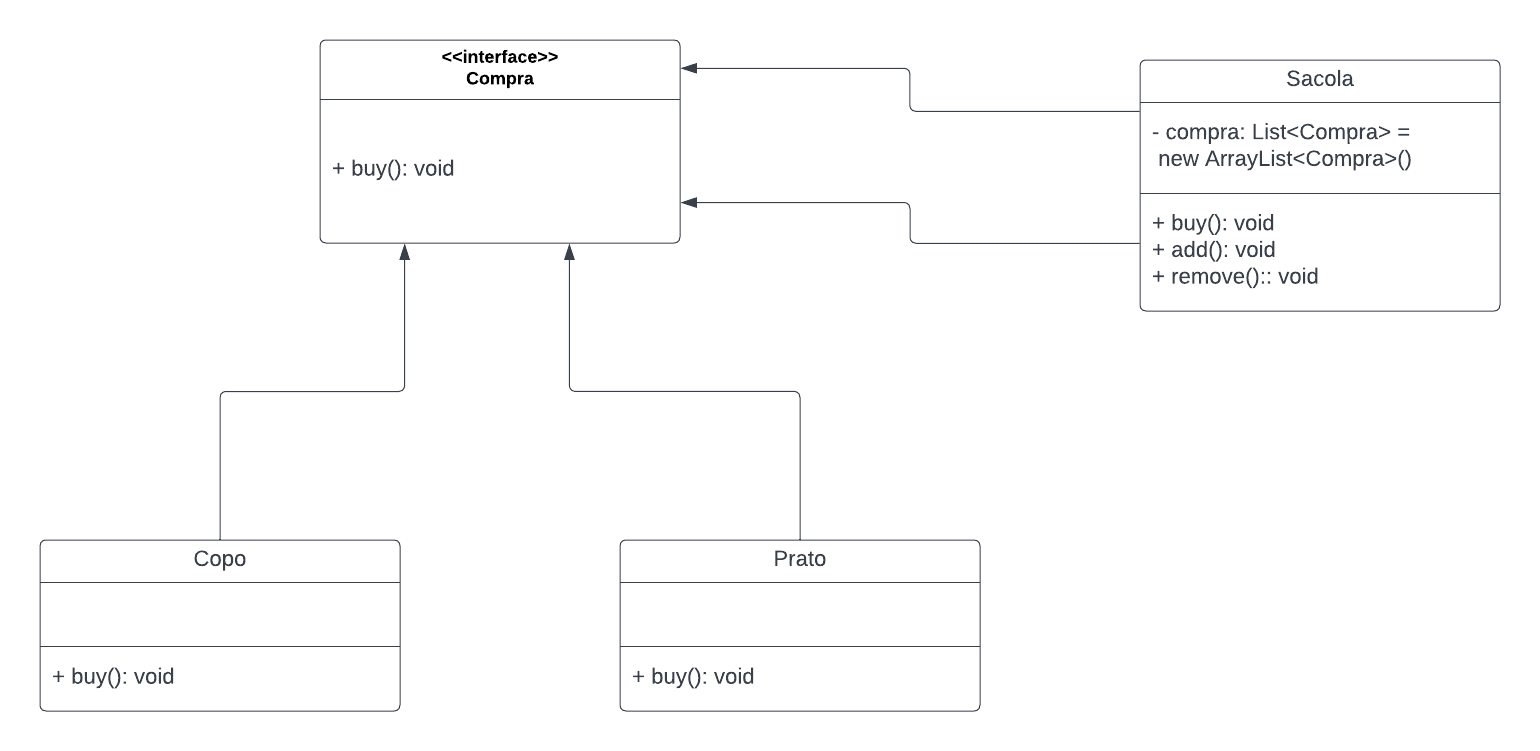 <<interface>>
Compra
+ buy(): void
Sacola
- compra: List<Compra> =
new ArrayList<Compra>()
+ buy(): void
+ add(): void
+ remove():: void
Copo
+ buy(): void
Prato
+ buy(): void